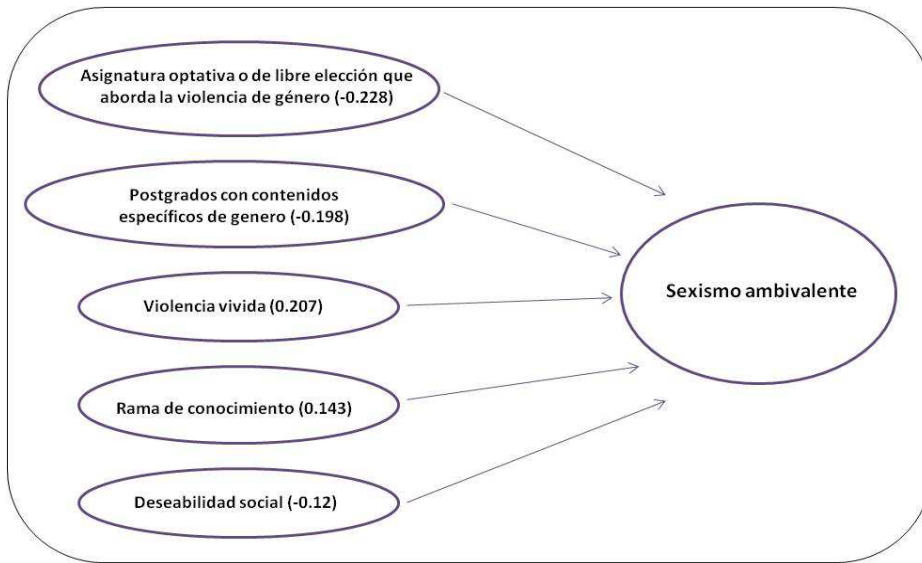 Asignatura optativa o de libre elección que
aborda la violencia de género (-0.228)
Postgrados con contenidos
específicos de genero (-0.198)
Violencia vivida (0.207)
Rama de conocimiento (0.143)
Deseabilidad social (-0.12)
Sexismo ambivalente